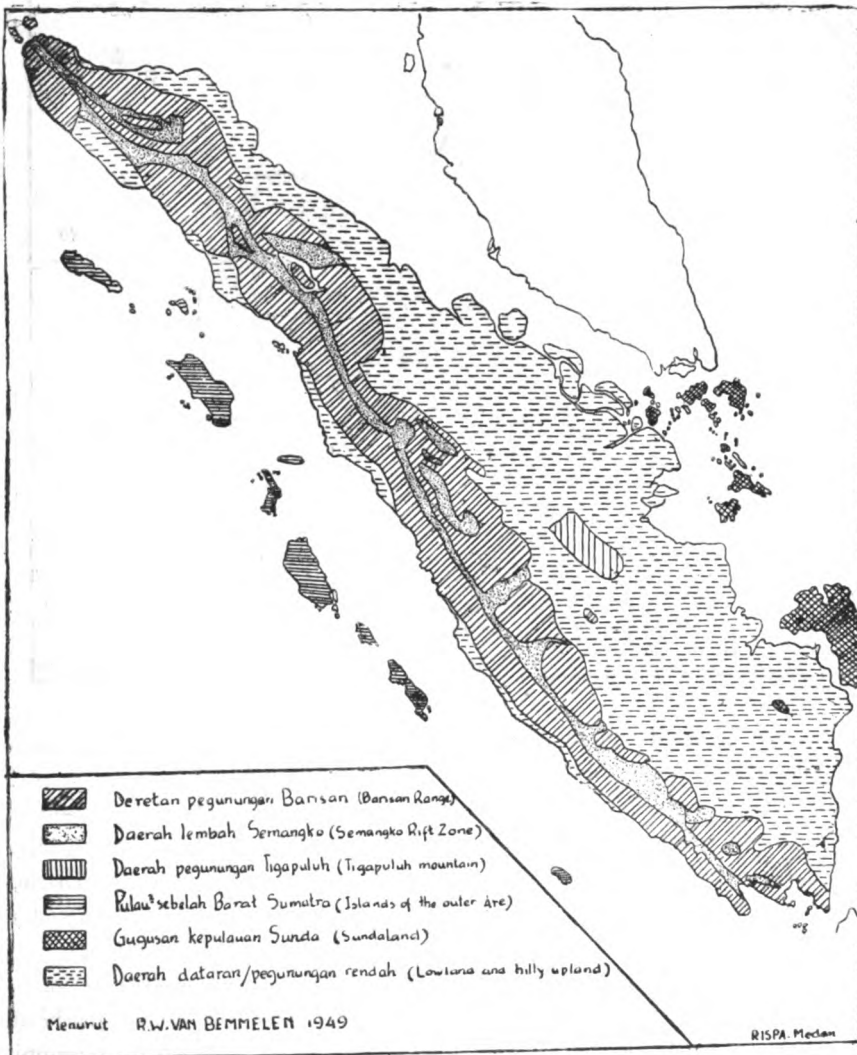 Deretan pegunungan Barisan (Barisan Range)
Daerah lembah Semangko (Semangko Rift Zone)
Daerah pegunungan Tigapuluh (Tigapuluh mountain)
Pulau² sebelah Barat Sumatra (Islands of the outer Arc)
Gugusan kepulauan Sunda (Sundaland)
Daerah dataran/pegunungan rendah (Lowland and hilly upland)
Menurut R.W. VAN BEMMELEN 1949
RISPA. Medan